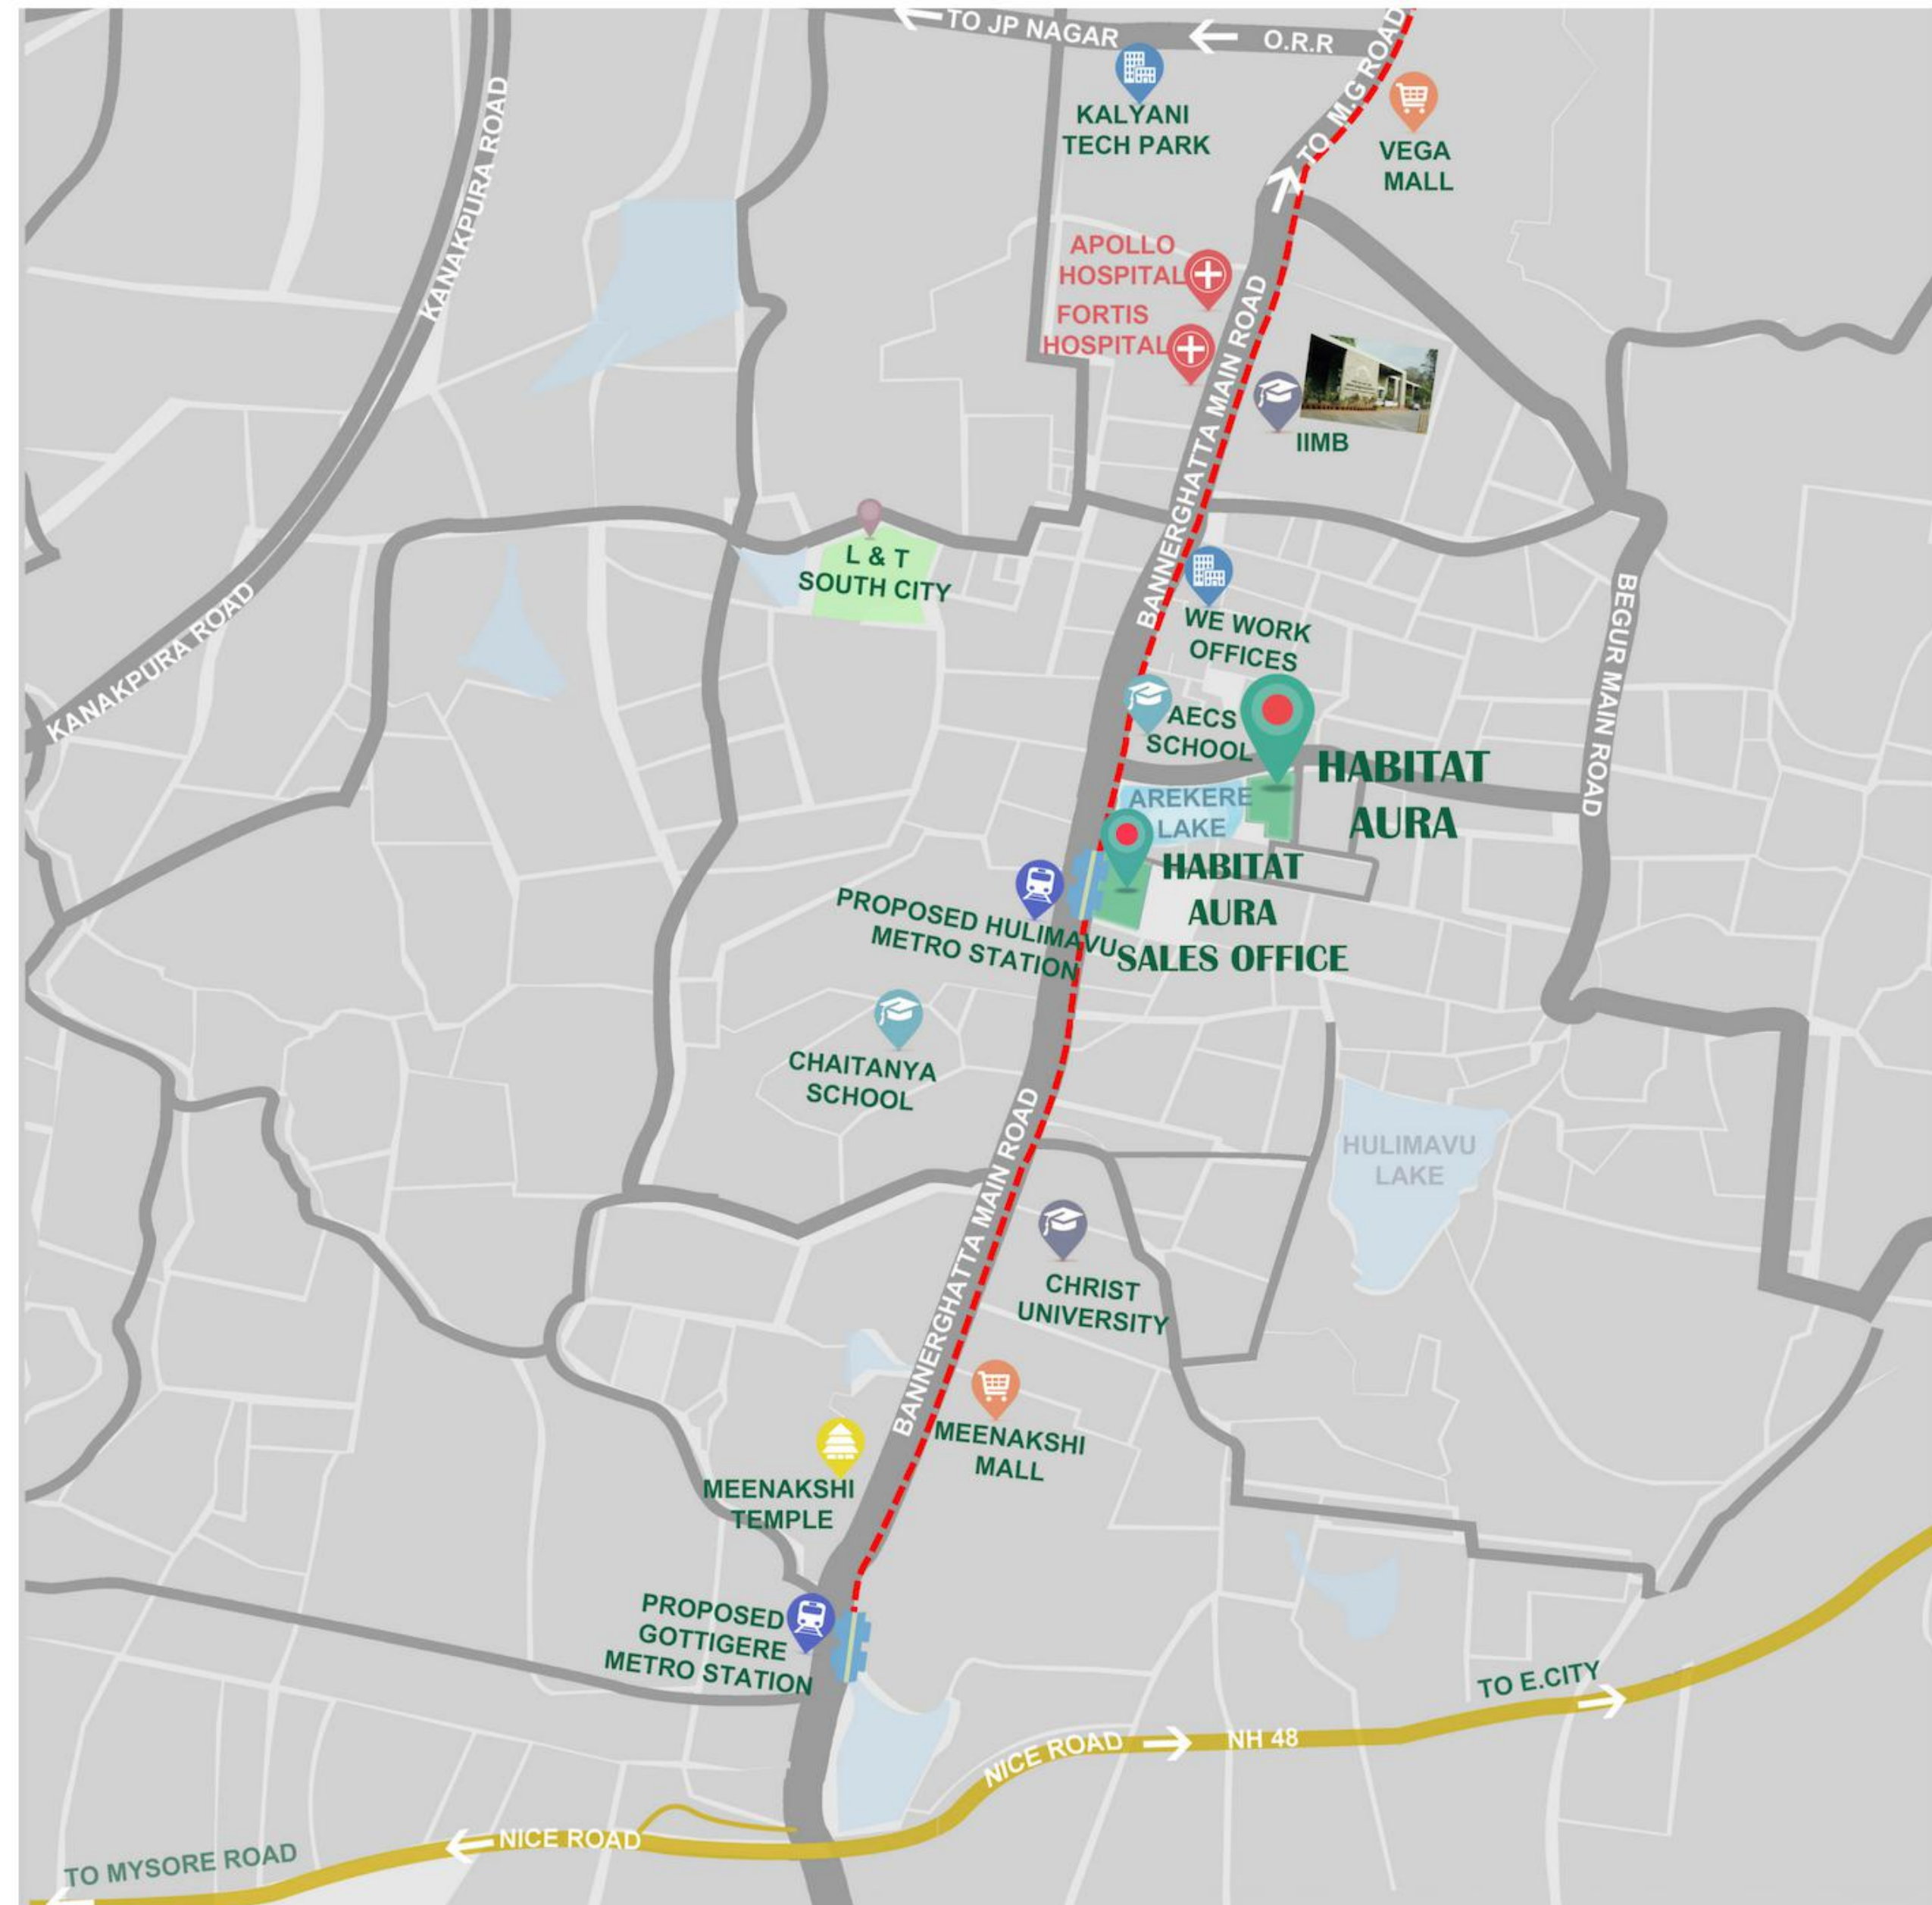 TO JP NAGAR
O.R.R
TO M.G ROAD
KALYANI
TECH PARK
VEGA
MALL
KANAKPURA ROAD
APOLLO
HOSPITAL
FORTIS
HOSPITAL
BANNERGHATTA MAIN ROAD
IIMB
L & T
SOUTH CITY
WE WORK
OFFICES
KANAKPURA ROAD
BEGUR MAIN ROAD
AECS
SCHOOL
HABITAT
AURA
AREKERE
LAKE
HABITAT
AURA
SALES OFFICE
PROPOSED HULIMAVU
METRO STATION
CHAITANYA
SCHOOL
BANNERGHATTA MAIN ROAD
HULIMAVU
LAKE
CHRIST
UNIVERSITY
MEENAKSHI
MALL
MEENAKSHI
TEMPLE
PROPOSED
GOTTIGERE
METRO STATION
TO E.CITY
NICE ROAD
NH 48
NICE ROAD
TO MYSORE ROAD